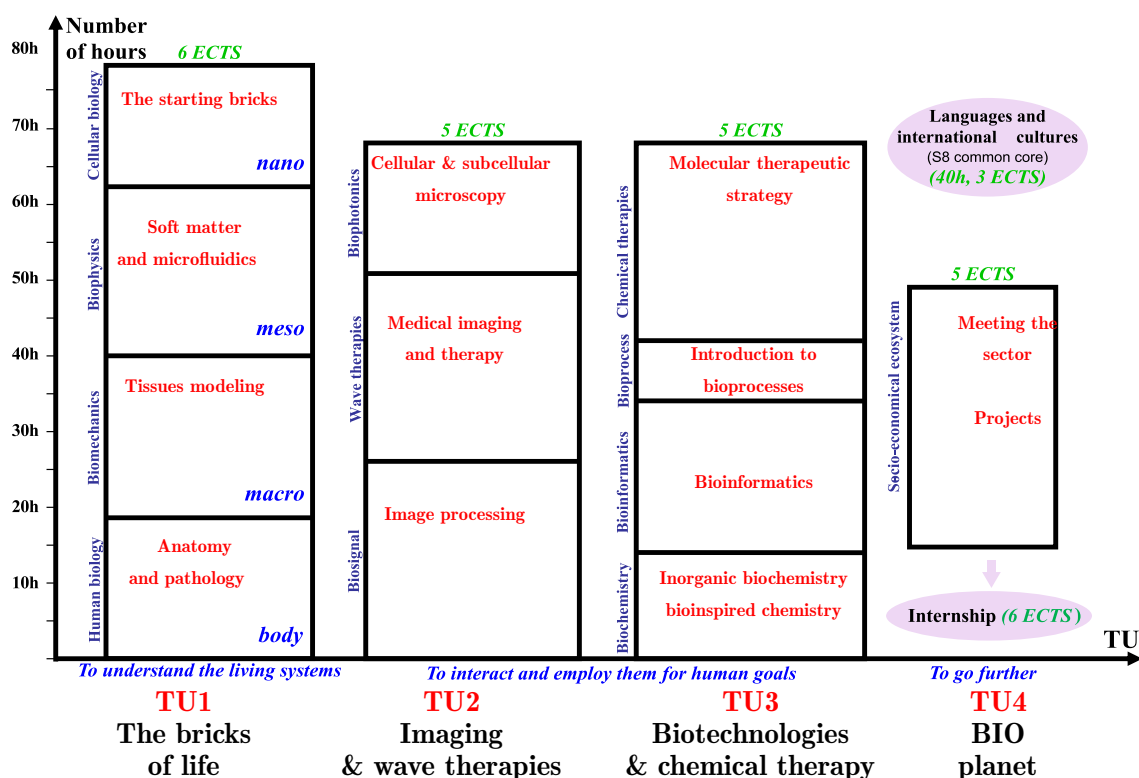 Number
of hours
80h
70h
60h
50h
40h
30h
20h
10h
6 ECTS
Cellular biology
The starting bricks
nano
Biophysics
Soft matter
and microfluidics
meso
Biomechanics
Tissues modeling
macro
Human biology
Anatomy
and pathology
body
5 ECTS
Biophotonics
Cellular & subcellular
microscopy
Wave therapies
Medical imaging
and therapy
Biosignal
Image processing
5 ECTS
Chemical therapies
Molecular therapeutic
strategy
Bioprocess
Introduction to
bioprocesses
Bioinformatics
Bioinformatics
Biochemistry
Inorganic biochemistry
bioinspired chemistry
Languages and
international cultures
(S8 common core)
(40h, 3 ECTS)
5 ECTS
Socio-economical ecosystem
Meeting the
sector
Projects
Internship (6 ECTS )
TU
To understand the living systems
To interact and employ them for human goals
To go further
TU1
The bricks
of life
TU2
Imaging
& wave therapies
TU3
Biotechnologies
& chemical therapy
TU4
BIO
planet